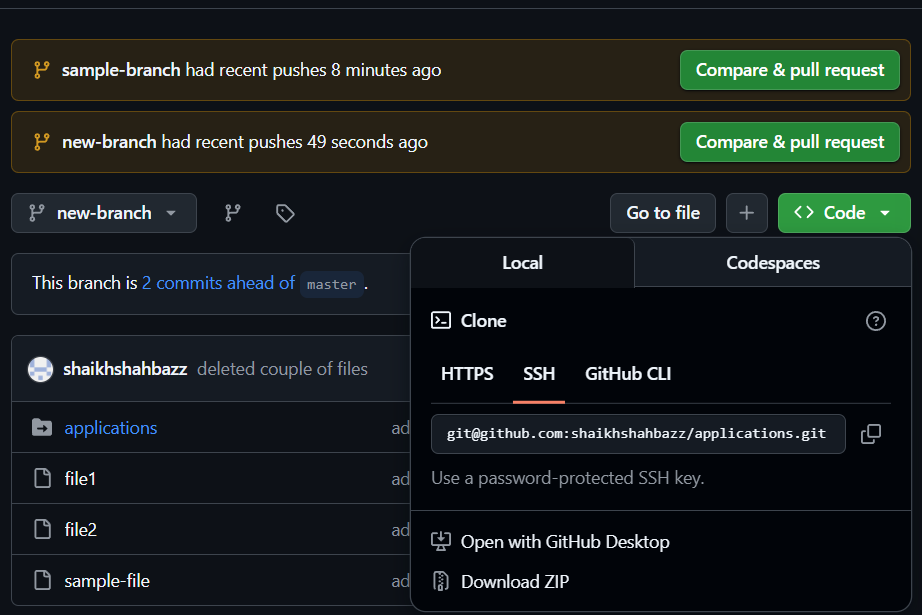 sample-branch had recent pushes 8 minutes ago
Compare & pull request
new-branch had recent pushes 49 seconds ago
Compare & pull request
new-branch
Go to file
Code
Local
Codespaces
This branch is 2 commits ahead of master .
Clone
HTTPS
SSH
GitHub CLI
shaikhshahbazz deleted couple of files
git@github.com:shaikhshahbazz/applications.git
applications
ad
Use a password-protected SSH key.
file1
ad
file2
ad
Open with GitHub Desktop
sample-file
ad
Download ZIP